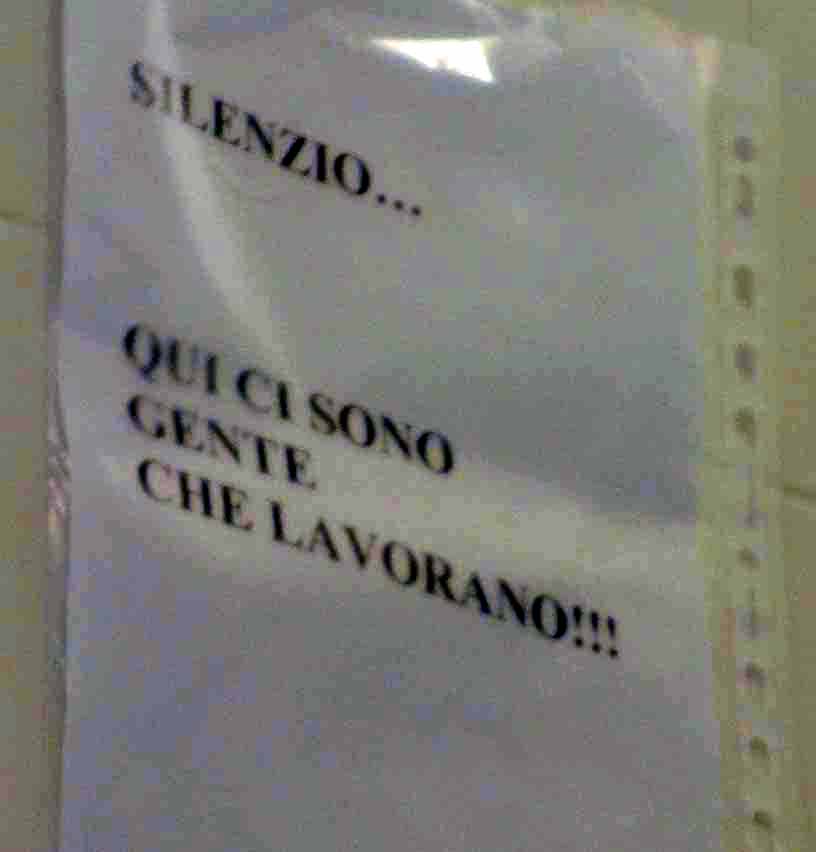 SILENZIO...
QUI CI SONO
GENTE
CHE LAVORANO!!!